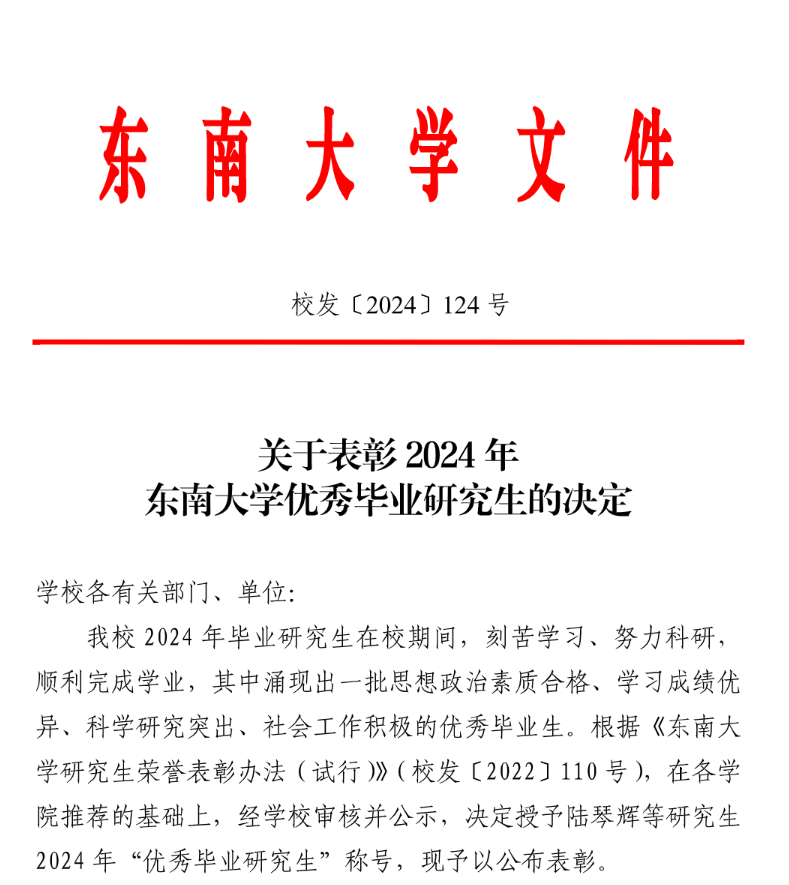 东南大学文件
校发〔2024〕124 号
关于表彰 2024 年
东南大学优秀毕业研究生的决定
学校各有关部门、单位：
我校 2024 年毕业研究生在校期间，刻苦学习、努力科研，
顺利完成学业，其中涌现出一批思想政治素质合格、学习成绩优
异、科学研究突出、社会工作积极的优秀毕业生。根据《东南大
学研究生荣誉表彰办法（试行）》（校发〔2022〕110 号），在各学
院推荐的基础上，经学校审核并公示，决定授予陆琴辉等研究生
2024 年“优秀毕业研究生”称号，现予以公布表彰。